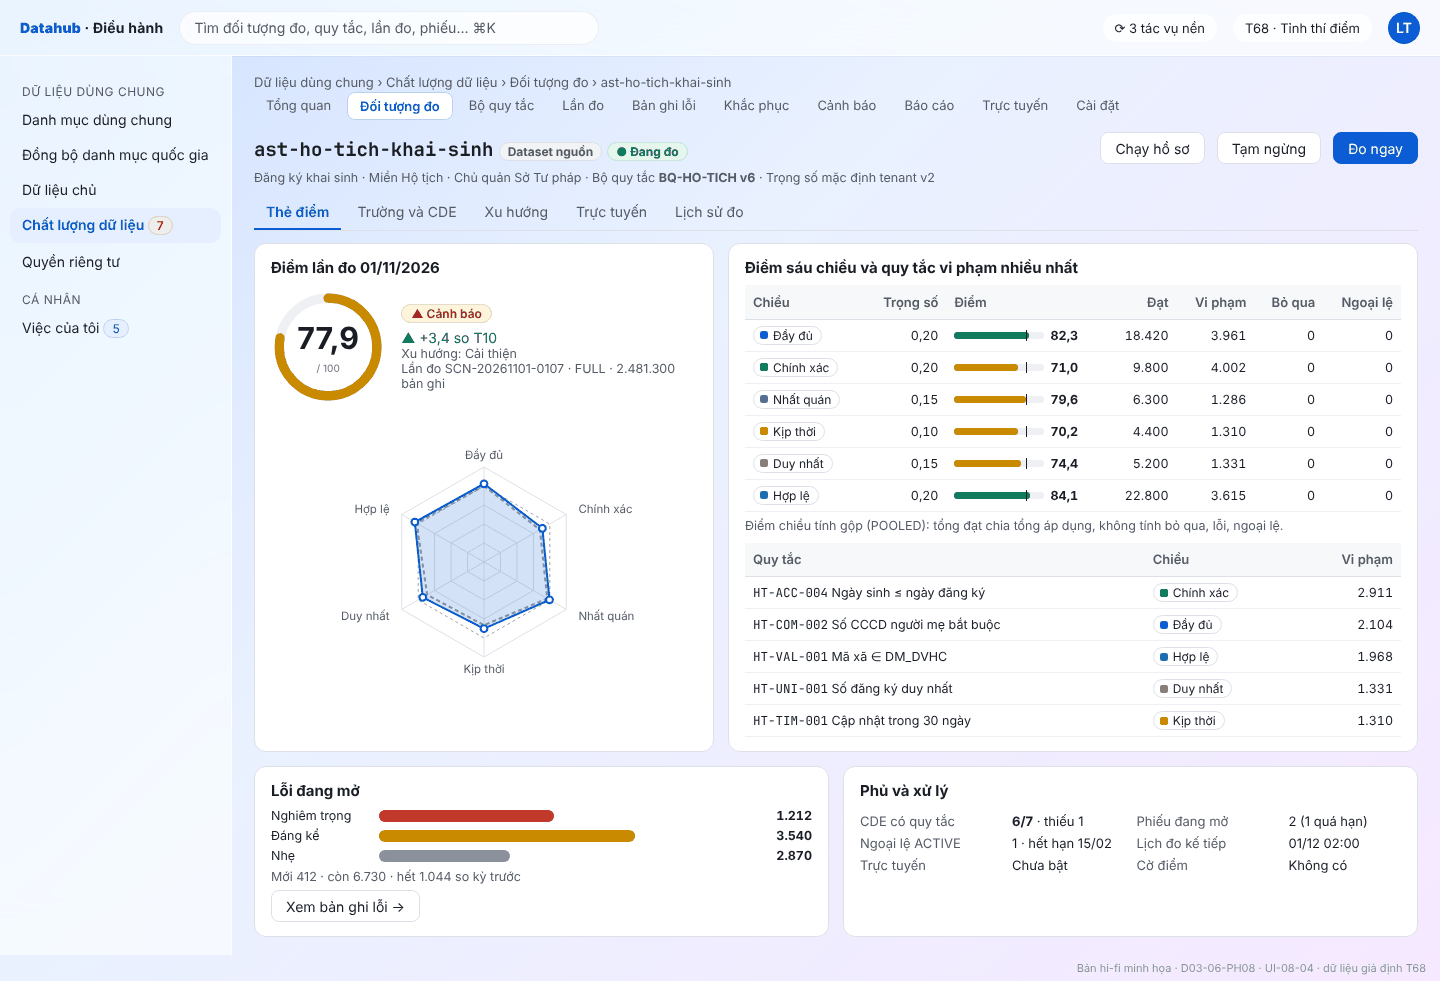 Datahub · Điều hành
Tìm đối tượng đo, quy tắc, lần đo, phiếu... ⌘K
⟳ 3 tác vụ nền
T68 · Tỉnh thí điểm
LT
DỮ LIỆU DÙNG CHUNG
Danh mục dùng chung
Đồng bộ danh mục quốc gia
Dữ liệu chủ
Chất lượng dữ liệu 7
Quyền riêng tư
CÁ NHÂN
Việc của tôi 5
Dữ liệu dùng chung › Chất lượng dữ liệu › Đối tượng đo › ast-ho-tich-khai-sinh
Tổng quan Đối tượng đo Bộ quy tắc Lần đo Bản ghi lỗi Khắc phục Cảnh báo Báo cáo Trực tuyến Cài đặt
ast-ho-tich-khai-sinh Dataset nguồn ● Đang đo
Chạy hồ sơ Tạm ngừng Đo ngay
Đăng ký khai sinh · Miền Hộ tịch · Chủ quản Sở Tư pháp · Bộ quy tắc BQ-HO-TICH v6 · Trọng số mặc định tenant v2
Thẻ điểm Trường và CDE Xu hướng Trực tuyến Lịch sử đo
Điểm lần đo 01/11/2026
77,9
/ 100
▲ Cảnh báo
▲ +3,4 so T10
Xu hướng: Cải thiện
Lần đo SCN-20261101-0107 · FULL · 2.481.300
bản ghi
Đầy đủ
Hợp lệ
Chính xác
Duy nhất
Nhất quán
Kịp thời
Điểm sáu chiều và quy tắc vi phạm nhiều nhất
Chiều Trọng số Điểm Đạt Vi phạm Bỏ qua Ngoại lệ
Đầy đủ 0,20 82,3 18.420 3.961 0 0
Chính xác 0,20 71,0 9.800 4.002 0 0
Nhất quán 0,15 79,6 6.300 1.286 0 0
Kịp thời 0,10 70,2 4.400 1.310 0 0
Duy nhất 0,15 74,4 5.200 1.331 0 0
Hợp lệ 0,20 84,1 22.800 3.615 0 0
Điểm chiều tính gộp (POOLED): tổng đạt chia tổng áp dụng, không tính bỏ qua, lỗi, ngoại lệ.
Quy tắc Chiều Vi phạm
HT-ACC-004 Ngày sinh ≤ ngày đăng ký Chính xác 2.911
HT-COM-002 Số CCCD người mẹ bắt buộc Đầy đủ 2.104
HT-VAL-001 Mã xã ∈ DM_DVHC Hợp lệ 1.968
HT-UNI-001 Số đăng ký duy nhất Duy nhất 1.331
HT-TIM-001 Cập nhật trong 30 ngày Kịp thời 1.310
Lỗi đang mở
Nghiêm trọng 1.212
Đáng kể 3.540
Nhẹ 2.870
Mới 412 · còn 6.730 · hết 1.044 so kỳ trước
Xem bản ghi lỗi →
Phủ và xử lý
CDE có quy tắc 6/7 · thiếu 1 Phiếu đang mở 2 (1 quá hạn)
Ngoại lệ ACTIVE 1 · hết hạn 15/02 Lịch đo kế tiếp 01/12 02:00
Trực tuyến Chưa bật Cờ điểm Không có
Bản hi-fi minh họa · D03-06-PH08 · UI-08-04 · dữ liệu giả định T68